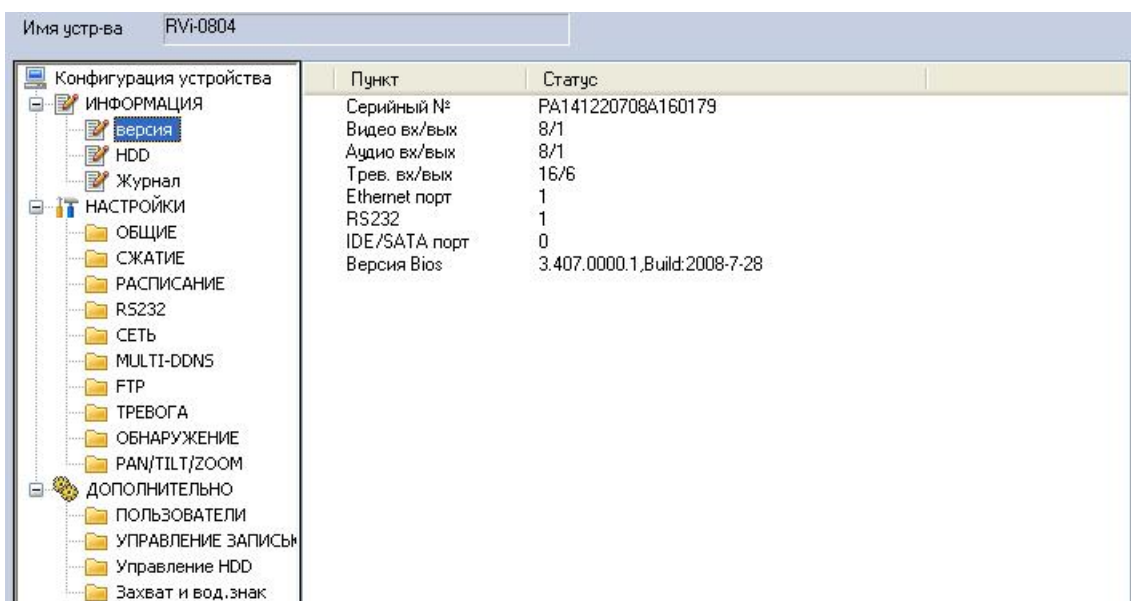 Имя устр-ва RVi-0804
Конфигурация устройства
ИНФОРМАЦИЯ
версия
HDD
Журнал
НАСТРОЙКИ
ОБЩИЕ
СЖАТИЕ
РАСПИСАНИЕ
RS232
СЕТЬ
MULTI-DDNS
FTP
ТРЕВОГА
ОБНАРУЖЕНИЕ
PAN/TILT/ZOOM
ДОПОЛНИТЕЛЬНО
ПОЛЬЗОВАТЕЛИ
УПРАВЛЕНИЕ ЗАПИСЬ
Управление HDD
Захват и вод.знак
Пункт Статус
Серийный № PA141220708A160179
Видео вх/вых 8/1
Аудио вх/вых 8/1
Трев. вх/вых 16/6
Ethernet порт 1
RS232 1
IDE/SATA порт 0
Версия Bios 3.407.0000.1,Build:2008-7-28